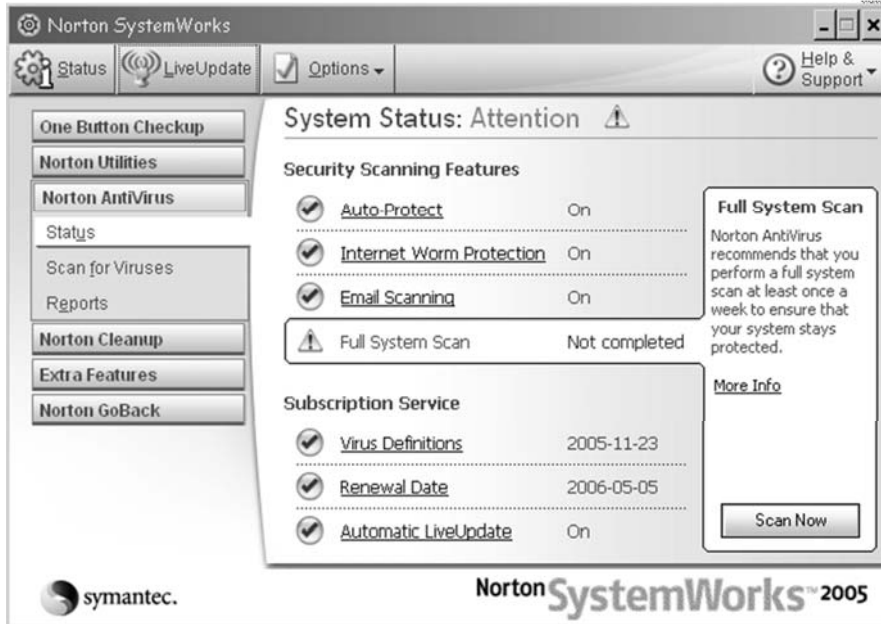 Norton SystemWorks
Status LiveUpdate Options Help & Support
One Button Checkup
Norton Utilities
Norton AntiVirus
Status
Scan for Viruses
Reports
Norton Cleanup
Extra Features
Norton GoBack
System Status: Attention
Security Scanning Features
Auto-Protect On
Internet Worm Protection On
Email Scanning On
Full System Scan Not completed
Subscription Service
Virus Definitions 2005-11-23
Renewal Date 2006-05-05
Automatic LiveUpdate On
Full System Scan
Norton AntiVirus
recommends that you
perform a full system
scan at least once a
week to ensure that
your system stays
protected.
More Info
Scan Now
symantec.
Norton SystemWorks™ 2005